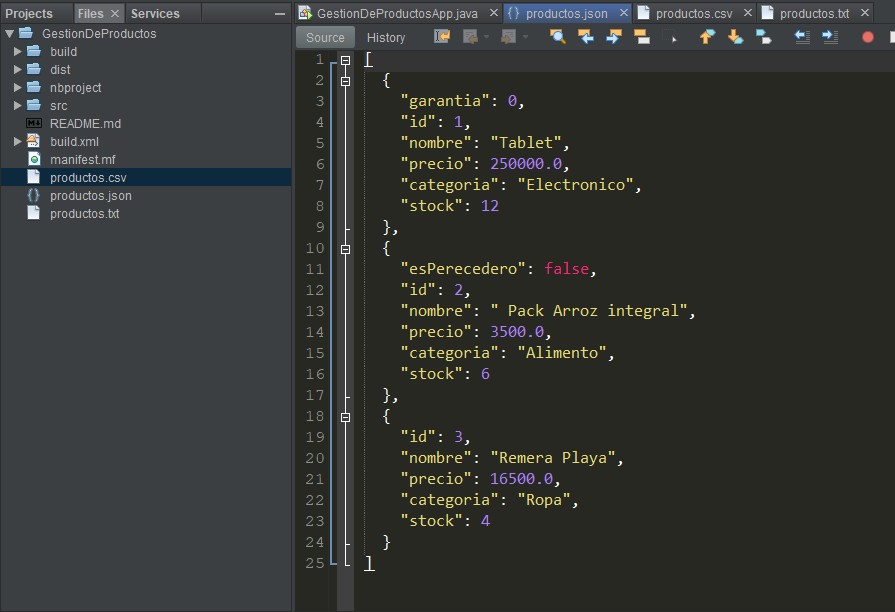 Projects Files Services
GestionDeProductos
build
dist
nbproject
src
README.md
build.xml
manifest.mf
productos.csv
productos.json
productos.txt
GestionDeProductosApp.java productos.json productos.csv productos.txt
Source History
1 [
2 {
3 "garantia": 0,
4 "id": 1,
5 "nombre": "Tablet",
6 "precio": 250000.0,
7 "categoria": "Electronico",
8 "stock": 12
9 },
10 {
11 "esPerecedero": false,
12 "id": 2,
13 "nombre": " Pack Arroz integral",
14 "precio": 3500.0,
15 "categoria": "Alimento",
16 "stock": 6
17 },
18 {
19 "id": 3,
20 "nombre": "Remera Playa",
21 "precio": 16500.0,
22 "categoria": "Ropa",
23 "stock": 4
24 }
25 ]